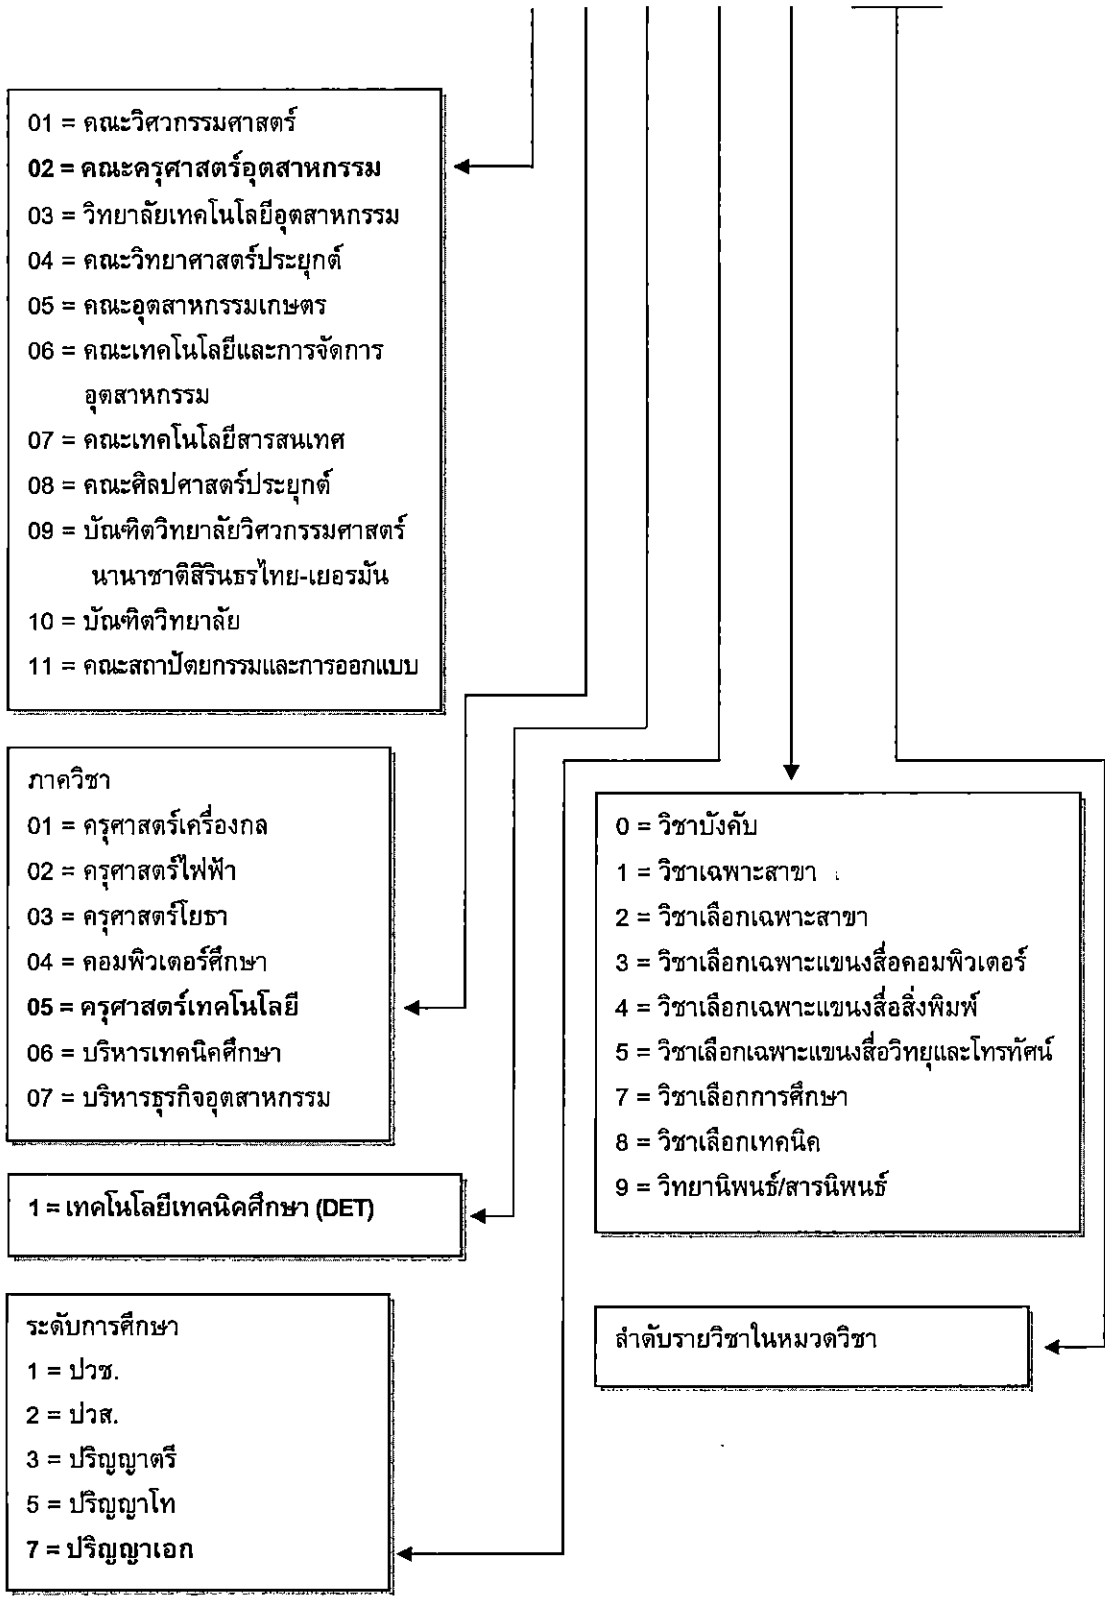 01 = คณะวิศวกรรมศาสตร์
02 = คณะครุศาสตร์อุตสาหกรรม
03 = วิทยาลัยเทคโนโลยีอุตสาหกรรม
04 = คณะวิทยาศาสตร์ประยุกต์
05 = คณะอุตสาหกรรมเกษตร
06 = คณะเทคโนโลยีและการจัดการ
อุตสาหกรรม
07 = คณะเทคโนโลยีสารสนเทศ
08 = คณะศิลปศาสตร์ประยุกต์
09 = บัณฑิตวิทยาลัยวิศวกรรมศาสตร์
นานาชาติสิรินธรไทย-เยอรมัน
10 = บัณฑิตวิทยาลัย
11 = คณะสถาปัตยกรรมและการออกแบบ
ภาควิชา
01 = ครุศาสตร์เครื่องกล
02 = ครุศาสตร์ไฟฟ้า
03 = ครุศาสตร์โยธา
04 = คอมพิวเตอร์ศึกษา
05 = ครุศาสตร์เทคโนโลยี
06 = บริหารเทคนิคศึกษา
07 = บริหารธุรกิจอุตสาหกรรม
1 = เทคโนโลยีเทคนิคศึกษา (DET)
ระดับการศึกษา
1 = ปวช.
2 = ปวส.
3 = ปริญญาตรี
5 = ปริญญาโท
7 = ปริญญาเอก
0 = วิชาบังคับ
1 = วิชาเฉพาะสาขา
2 = วิชาเลือกเฉพาะสาขา
3 = วิชาเลือกเฉพาะแขนงสื่อคอมพิวเตอร์
4 = วิชาเลือกเฉพาะแขนงสื่อสิ่งพิมพ์
5 = วิชาเลือกเฉพาะแขนงสื่อวิทยุและโทรทัศน์
7 = วิชาเลือกการศึกษา
8 = วิชาเลือกเทคนิค
9 = วิทยานิพนธ์/สารนิพนธ์
ลำดับรายวิชาในหมวดวิชา